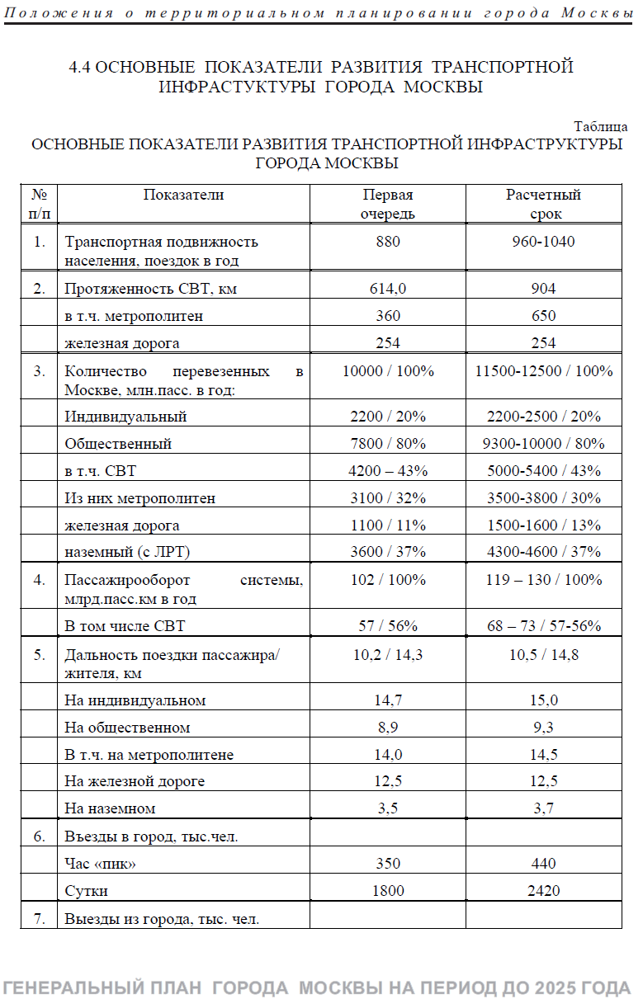 Положения о территориальном планировании города Москвы
4.4 ОСНОВНЫЕ ПОКАЗАТЕЛИ РАЗВИТИЯ ТРАНСПОРТНОЙ
ИНФРАСТУКТУРЫ ГОРОДА МОСКВЫ
Таблица
ОСНОВНЫЕ ПОКАЗАТЕЛИ РАЗВИТИЯ ТРАНСПОРТНОЙ ИНФРАСТРУКТУРЫ
ГОРОДА МОСКВЫ
№ Показатели Первая Расчетный
п/п очередь срок
1. Транспортная подвижность 880 960-1040
населения, поездок в год
2. Протяженность СВТ, км 614,0 904
в т.ч. метрополитен 360 650
железная дорога 254 254
3. Количество перевезенных в 10000 / 100% 11500-12500 / 100%
Москве, млн.пасс. в год:
Индивидуальный 2200 / 20% 2200-2500 / 20%
Общественный 7800 / 80% 9300-10000 / 80%
в т.ч. СВТ 4200 – 43% 5000-5400 / 43%
Из них метрополитен 3100 / 32% 3500-3800 / 30%
железная дорога 1100 / 11% 1500-1600 / 13%
наземный (с ЛРТ) 3600 / 37% 4300-4600 / 37%
4. Пассажирооборот системы, 102 / 100% 119 – 130 / 100%
млрд.пасс.км в год
В том числе СВТ 57 / 56% 68 – 73 / 57-56%
5. Дальность поездки пассажира/ 10,2 / 14,3 10,5 / 14,8
жителя, км
На индивидуальном 14,7 15,0
На общественном 8,9 9,3
В т.ч. на метрополитене 14,0 14,5
На железной дороге 12,5 12,5
На наземном 3,5 3,7
6. Въезды в город, тыс.чел.
Час «пик» 350 440
Сутки 1800 2420
7. Выезды из города, тыс. чел.
ГЕНЕРАЛЬНЫЙ ПЛАН ГОРОДА МОСКВЫ НА ПЕРИОД ДО 2025 ГОДА